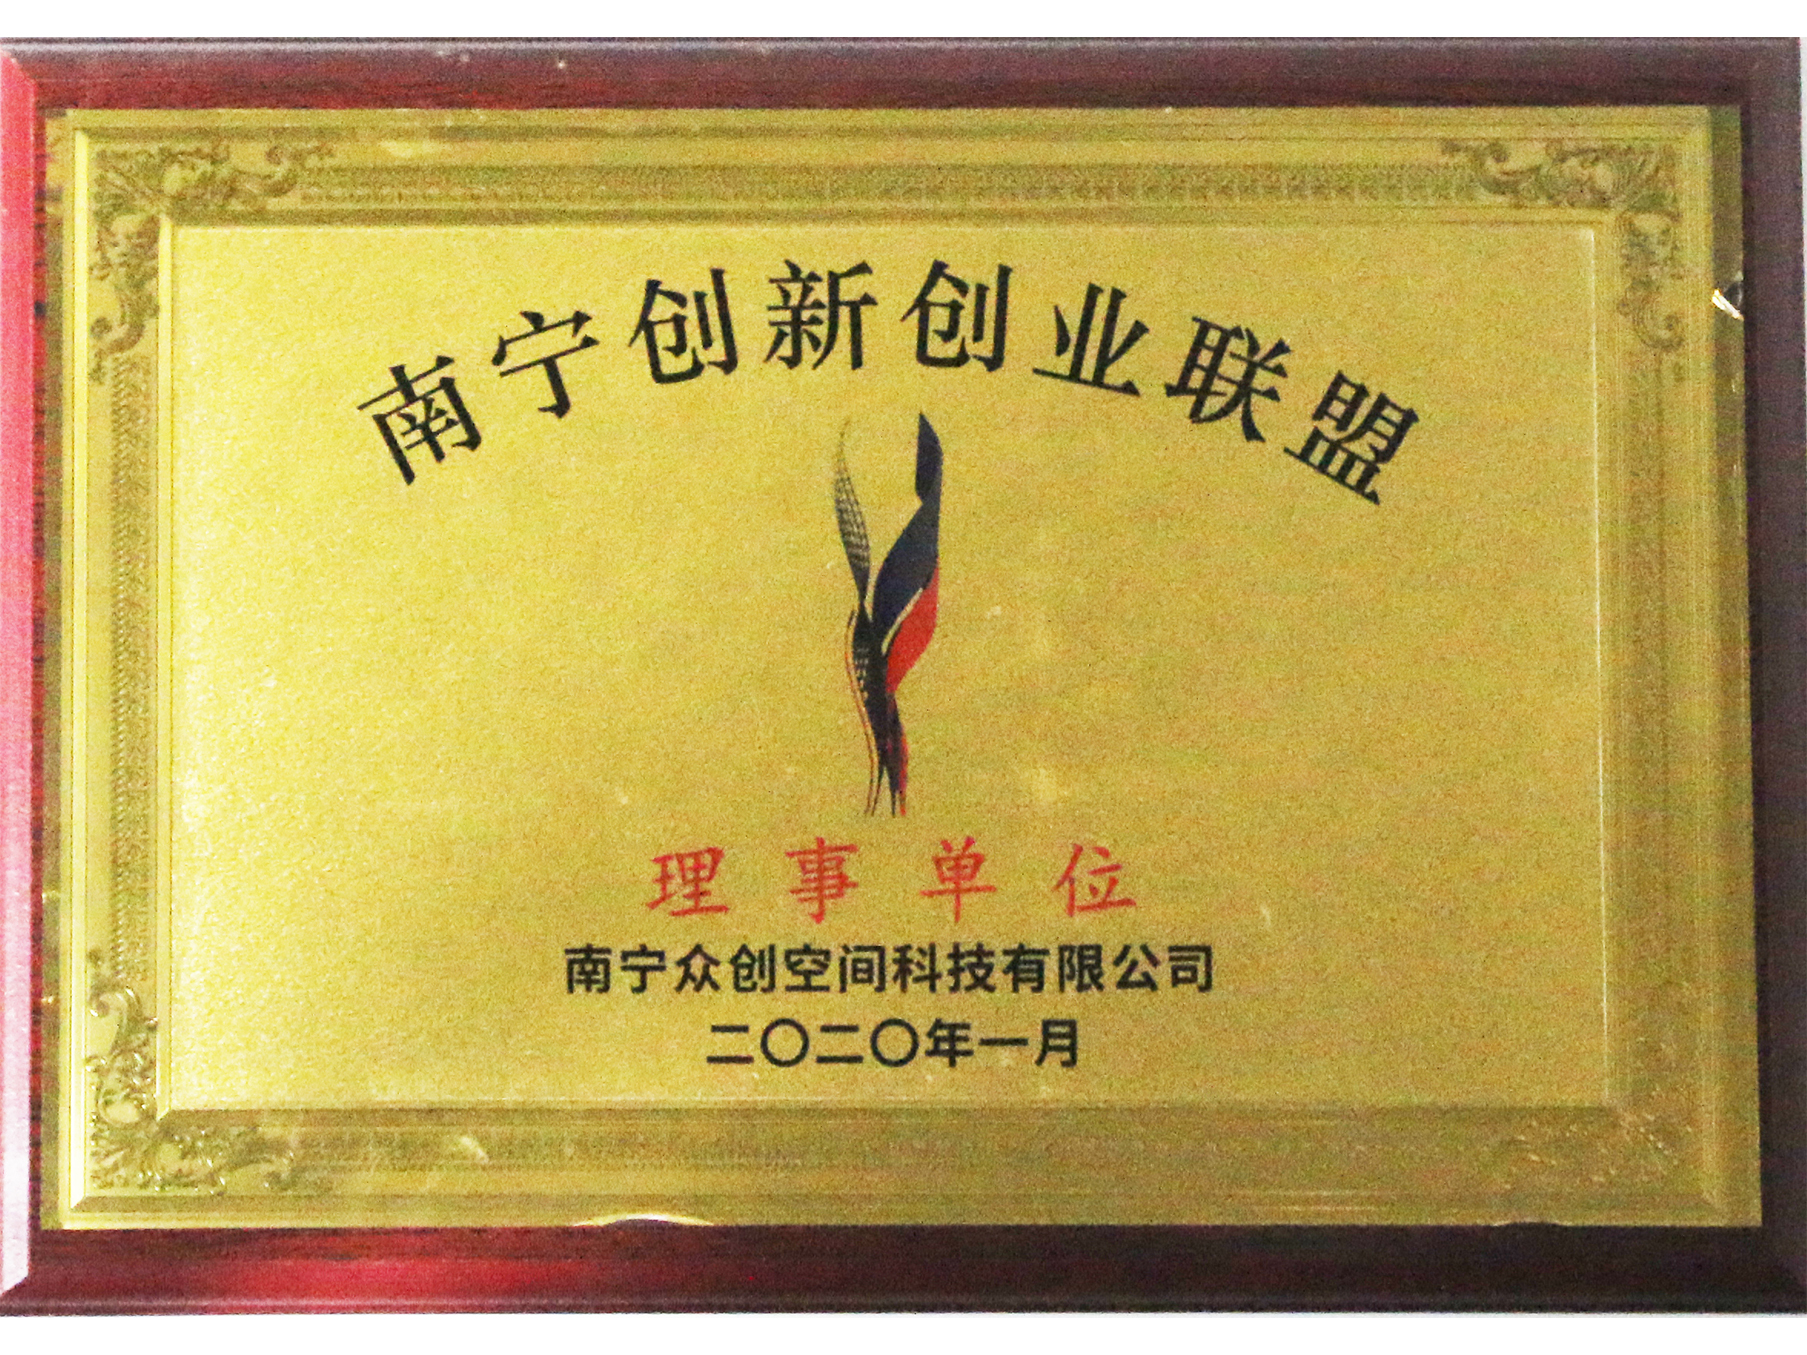 南宁创新创业联盟
理事单位
南宁众创空间科技有限公司
二〇二〇年一月